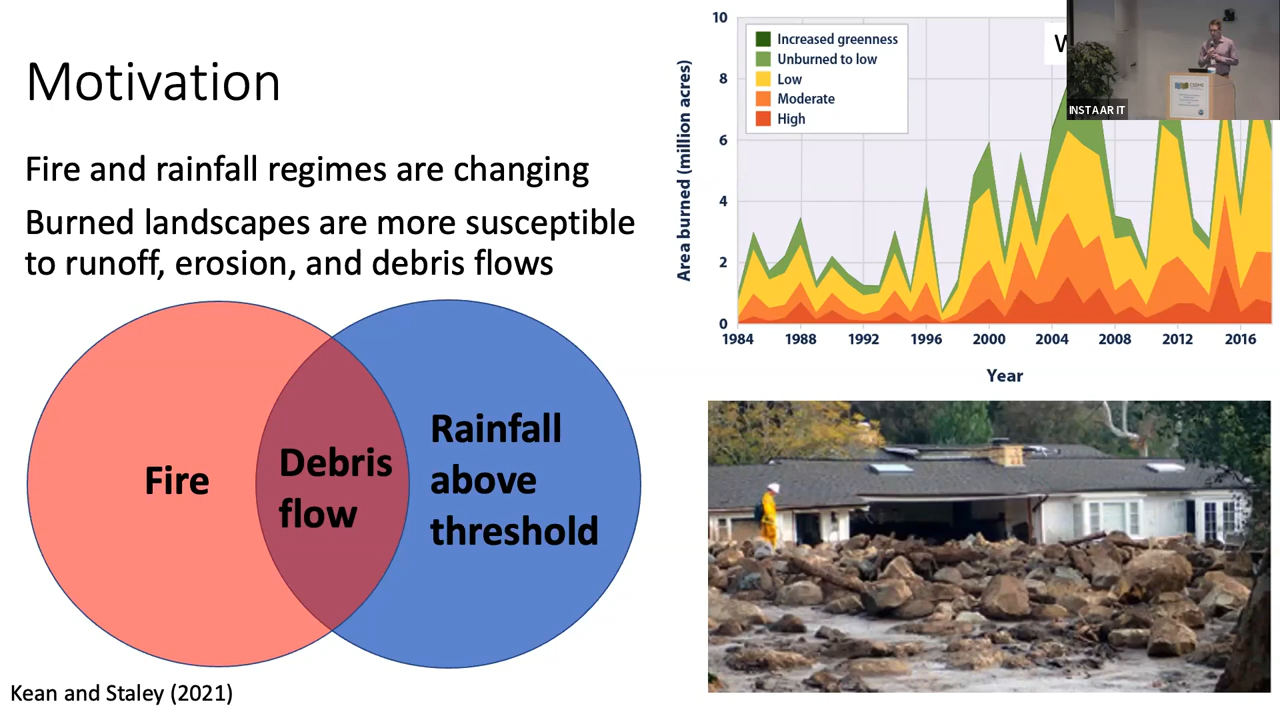 Motivation
Fire and rainfall regimes are changing
Burned landscapes are more susceptible
to runoff, erosion, and debris flows
Fire
Debris
flow
Rainfall
above
threshold
Kean and Staley (2021)
Area burned (million acres)
10
8
6
4
2
0
Increased greenness
Unburned to low
Low
Moderate
High
1984 1988 1992 1996 2000 2004 2008 2012 2016
Year
W
INSTAAR IT